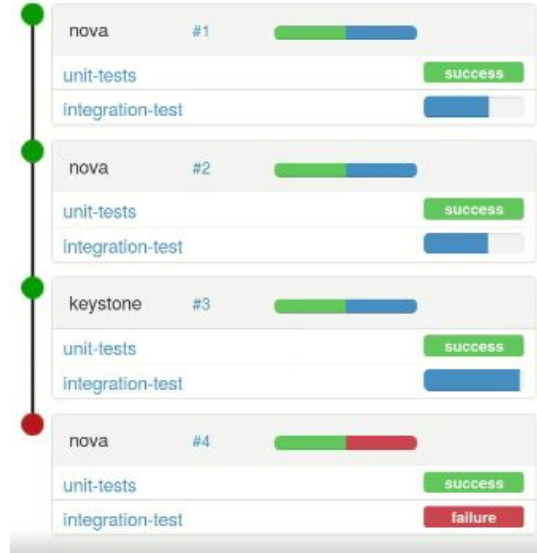 nova #1
unit-tests success
integration-test
nova #2
unit-tests success
integration-test
keystone #3
unit-tests success
integration-test
nova #4
unit-tests success
integration-test failure